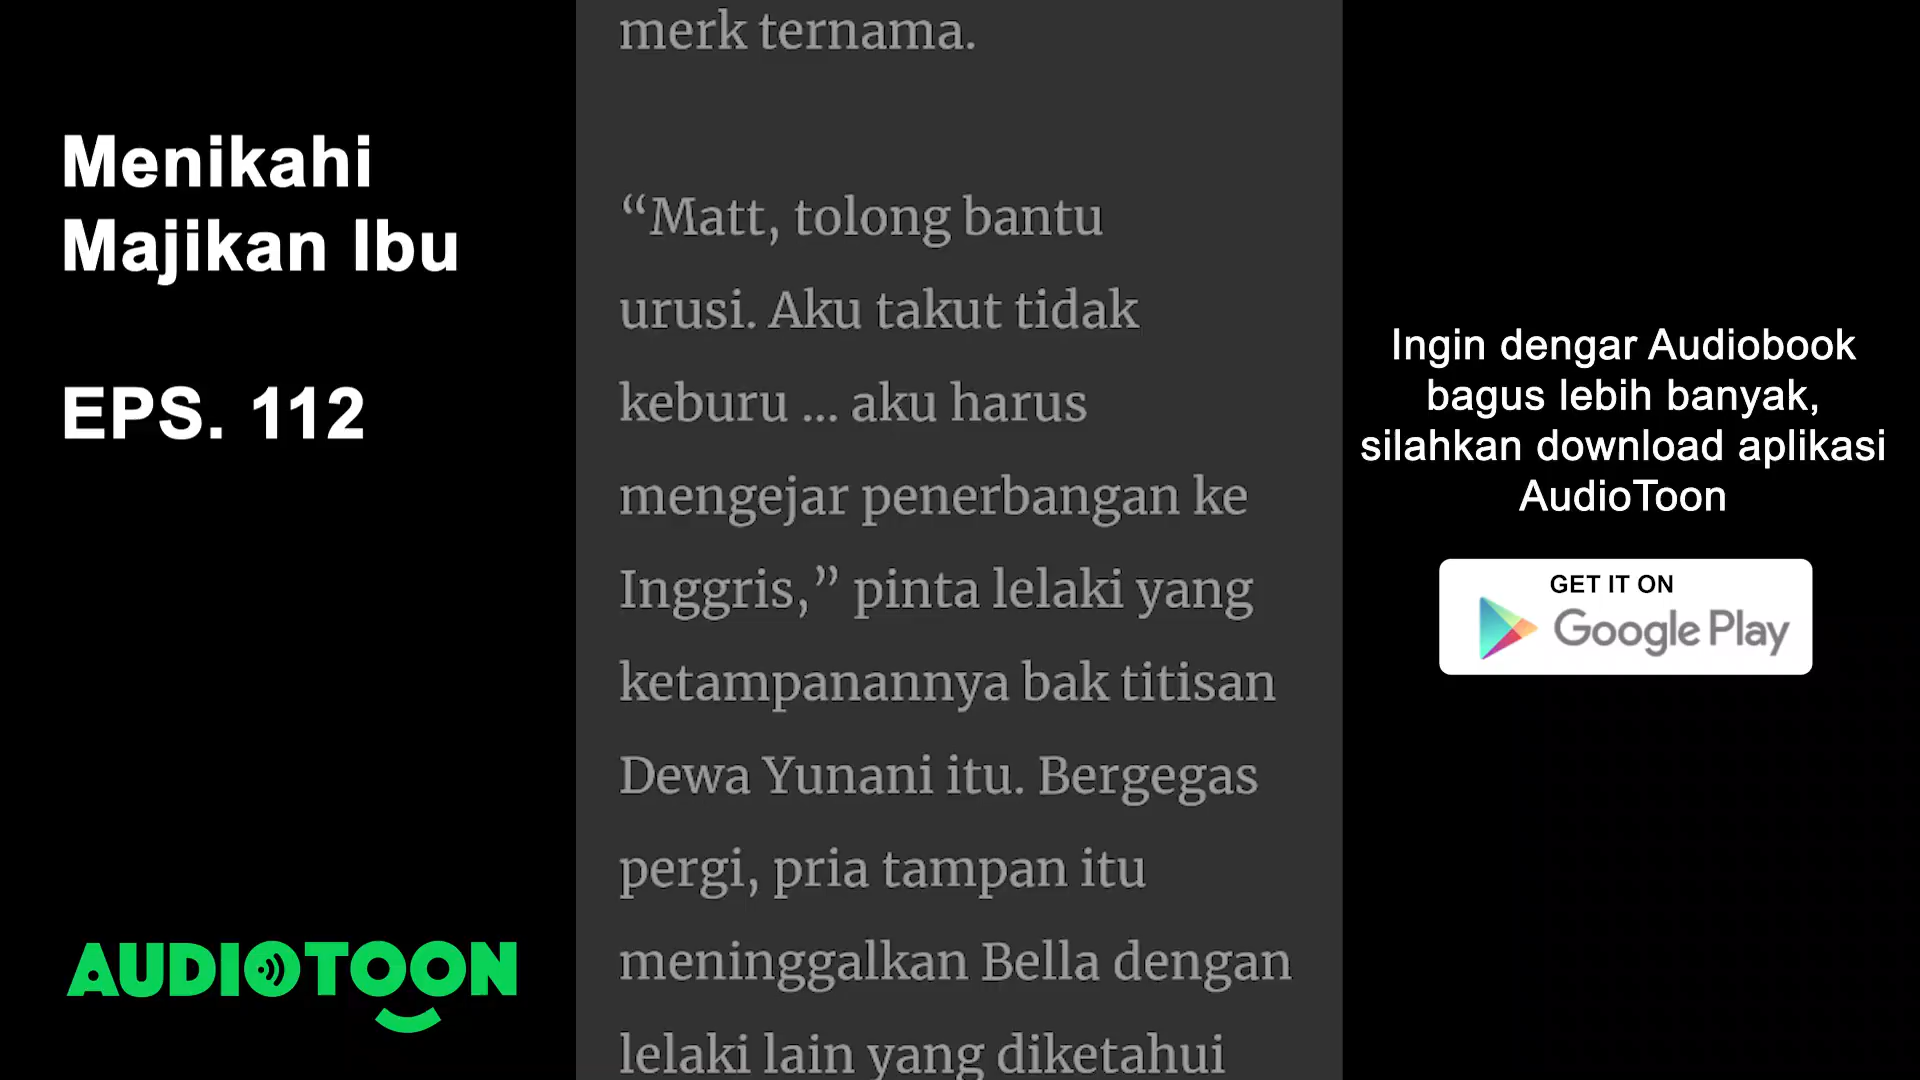 Menikahi
Majikan Ibu
EPS. 112
AUDIOTOON
merk ternama.
“Matt, tolong bantu
urusi. Aku takut tidak
keburu ... aku harus
mengejar penerbangan ke
Inggris,” pinta lelaki yang
ketampanannya bak titisan
Dewa Yunani itu. Bergegas
pergi, pria tampan itu
meninggalkan Bella dengan
lelaki lain yang diketahui
Ingin dengar Audiobook
bagus lebih banyak,
silahkan download aplikasi
AudioToon
GET IT ON
Google Play